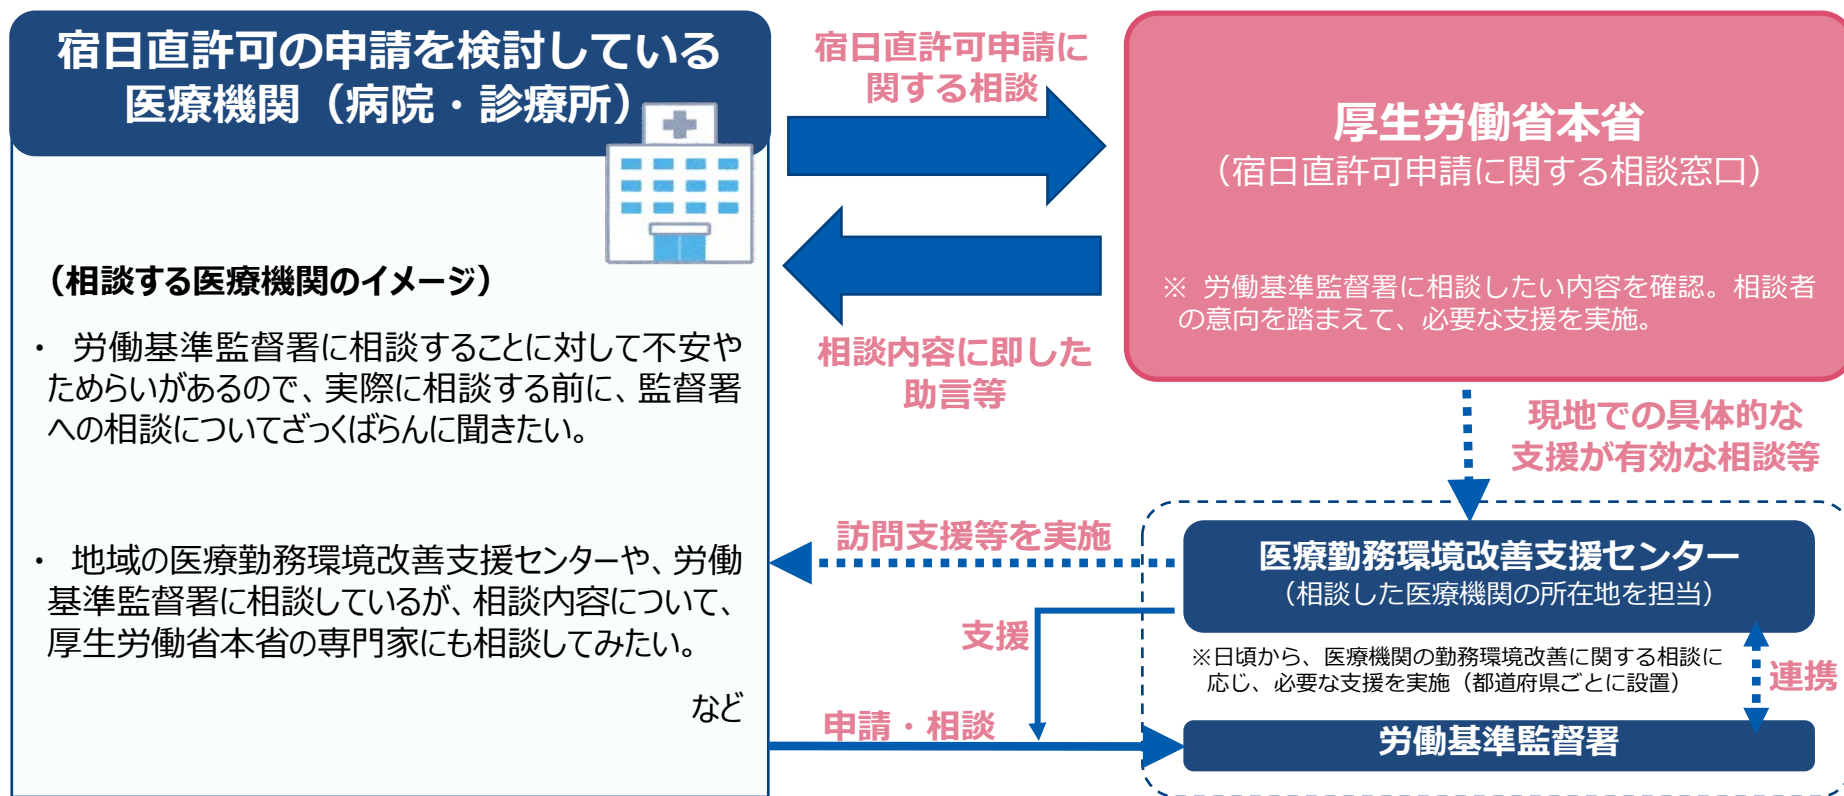 宿日直許可の申請を検討している
医療機関（病院・診療所）
（相談する医療機関のイメージ）
・ 労働基準監督署に相談することに対して不安や
ためらいがあるので、実際に相談する前に、監督署
への相談についてざっくばらんに聞きたい。
・ 地域の医療勤務環境改善支援センターや、労働
基準監督署に相談しているが、相談内容について、
厚生労働省本省の専門家にも相談してみたい。
など
宿日直許可申請に
関する相談
相談内容に即した
助言等
厚生労働省本省
（宿日直許可申請に関する相談窓口）
※ 労働基準監督署に相談したい内容を確認。相談者
の意向を踏まえて、必要な支援を実施。
現地での具体的な
支援が有効な相談等
訪問支援等を実施
医療勤務環境改善支援センター
（相談した医療機関の所在地を担当）
支援
※日頃から、医療機関の勤務環境改善に関する相談に
応じ、必要な支援を実施（都道府県ごとに設置）
連携
申請・相談
労働基準監督署